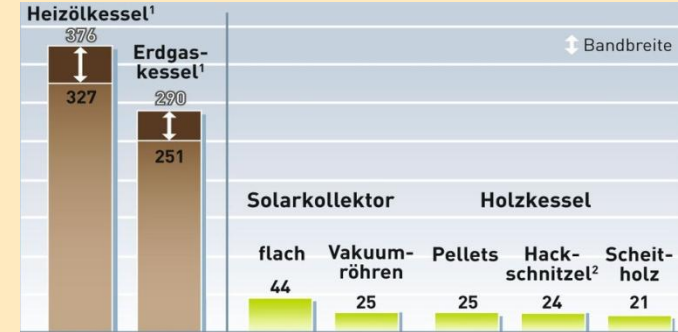 Heizölkessel¹
376
327
Erdgas-
kessel¹
290
251
Bandbreite
Solarkollektor
Holzkessel
flach
44
Vakuum-
röhren
25
Pellets
25
Hack-
schnitzel²
24
Scheit-
holz
21